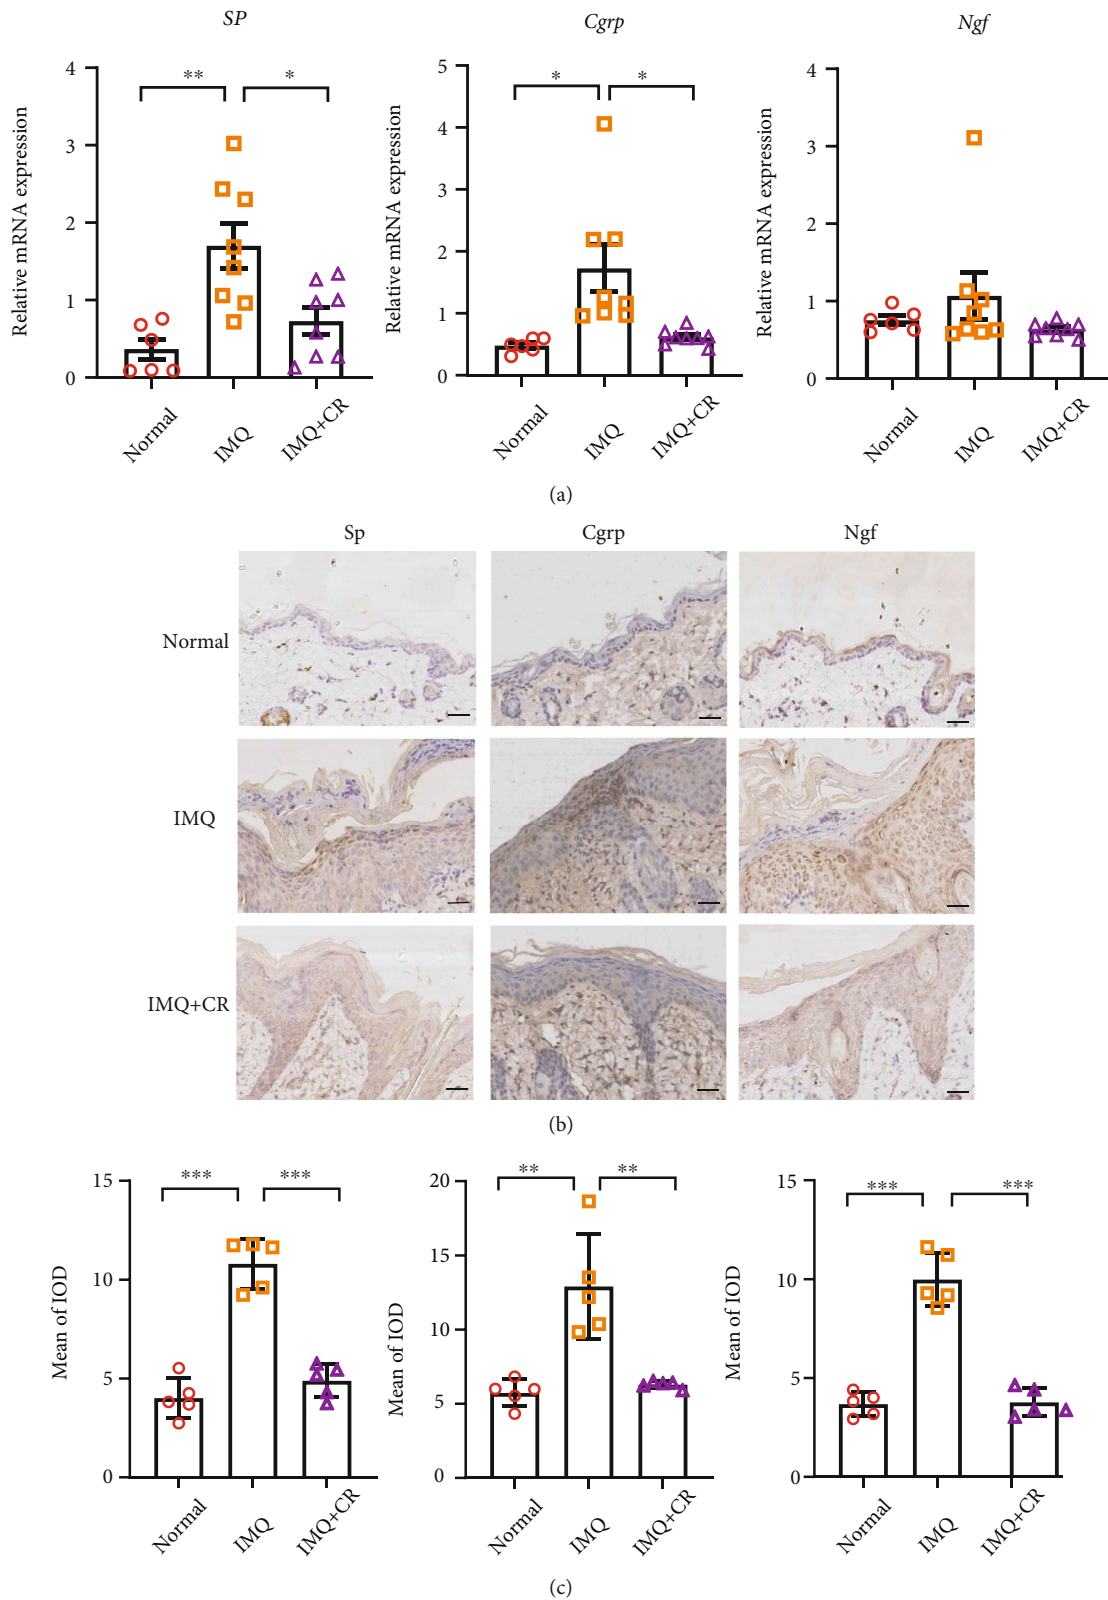 SP
Cgrp
Ngf
Relative mRNA expression
4
3
2
1
0
**
*
Normal
IMQ
IMQ+CR
Relative mRNA expression
5
4
3
2
1
0
*
*
Normal
IMQ
IMQ+CR
Relative mRNA expression
4
3
2
1
0
Normal
IMQ
IMQ+CR
(a)
Sp
Cgrp
Ngf
Normal
IMQ
IMQ+CR
(b)
Mean of IOD
15
10
5
0
***
***
Normal
IMQ
IMQ+CR
Mean of IOD
20
15
10
5
0
**
**
Normal
IMQ
IMQ+CR
Mean of IOD
15
10
5
0
***
***
Normal
IMQ
IMQ+CR
(c)